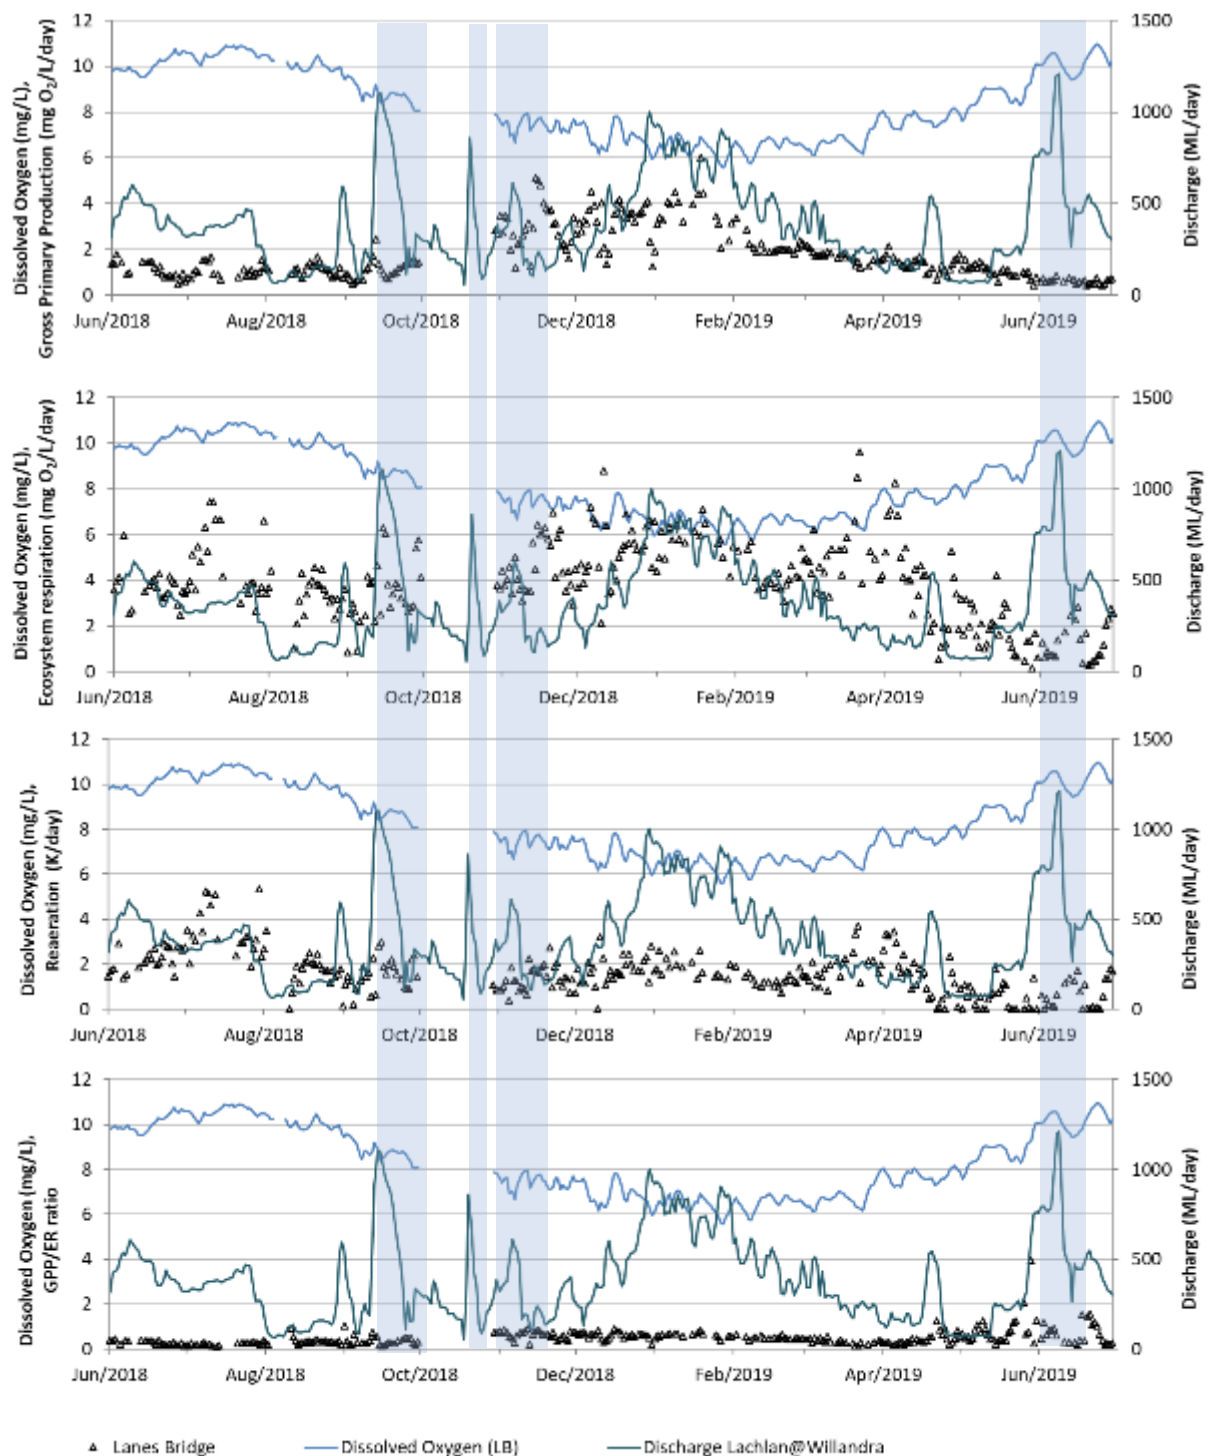 Dissolved Oxygen (mg/L),
Gross Primary Production (mg O2/L/day)
12
10
8
6
4
2
0
1500
1000
500
0
Discharge (ML/day)
Jun/2018 Aug/2018 Oct/2018 Dec/2018 Feb/2019 Apr/2019 Jun/2019
Dissolved Oxygen (mg/L),
Ecosystem respiration (mg O2/L/day)
12
10
8
6
4
2
0
1500
1000
500
0
Discharge (ML/day)
Jun/2018 Aug/2018 Oct/2018 Dec/2018 Feb/2019 Apr/2019 Jun/2019
Dissolved Oxygen (mg/L),
Reaeration (K/day)
12
10
8
6
4
2
0
1500
1000
500
0
Discharge (ML/day)
Jun/2018 Aug/2018 Oct/2018 Dec/2018 Feb/2019 Apr/2019 Jun/2019
Dissolved Oxygen (mg/L),
GPP/ER ratio
12
10
8
6
4
2
0
1500
1000
500
0
Discharge (ML/day)
Jun/2018 Aug/2018 Oct/2018 Dec/2018 Feb/2019 Apr/2019 Jun/2019
Lanes Bridge Dissolved Oxygen (LB) Discharge Lachlan@Willandra